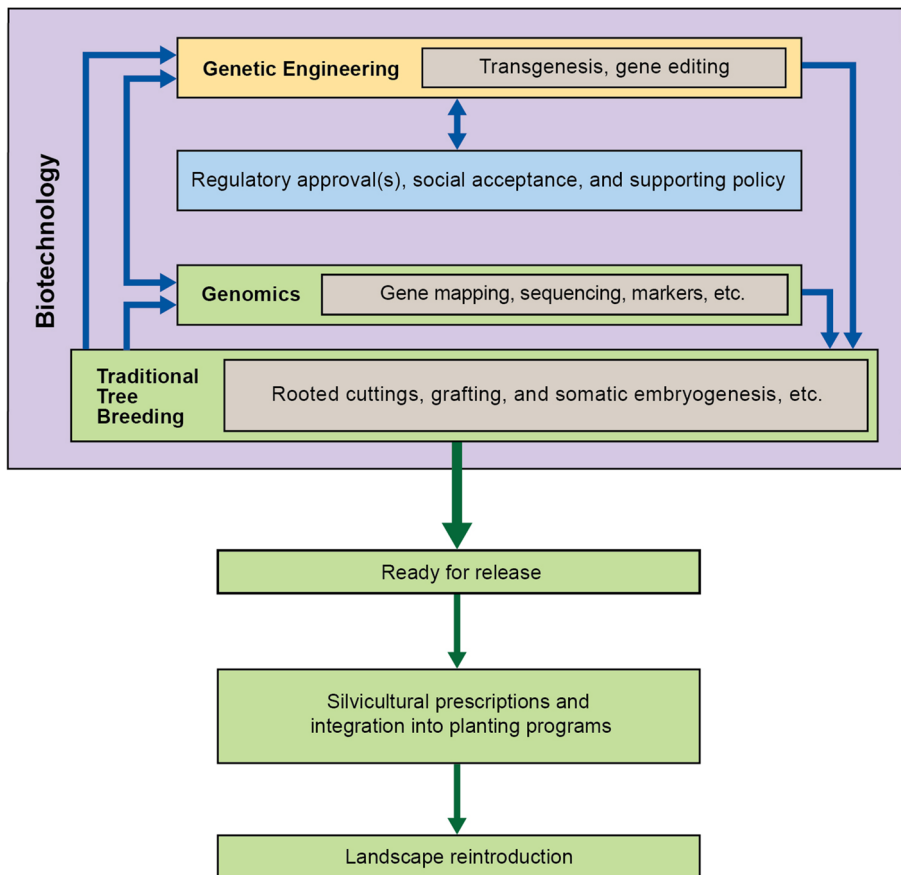 Biotechnology
Genetic Engineering
Transgenesis, gene editing
Regulatory approval(s), social acceptance, and supporting policy
Genomics
Gene mapping, sequencing, markers, etc.
Traditional
Tree
Breeding
Rooted cuttings, grafting, and somatic embryogenesis, etc.
Ready for release
Silvicultural prescriptions and
integration into planting programs
Landscape reintroduction